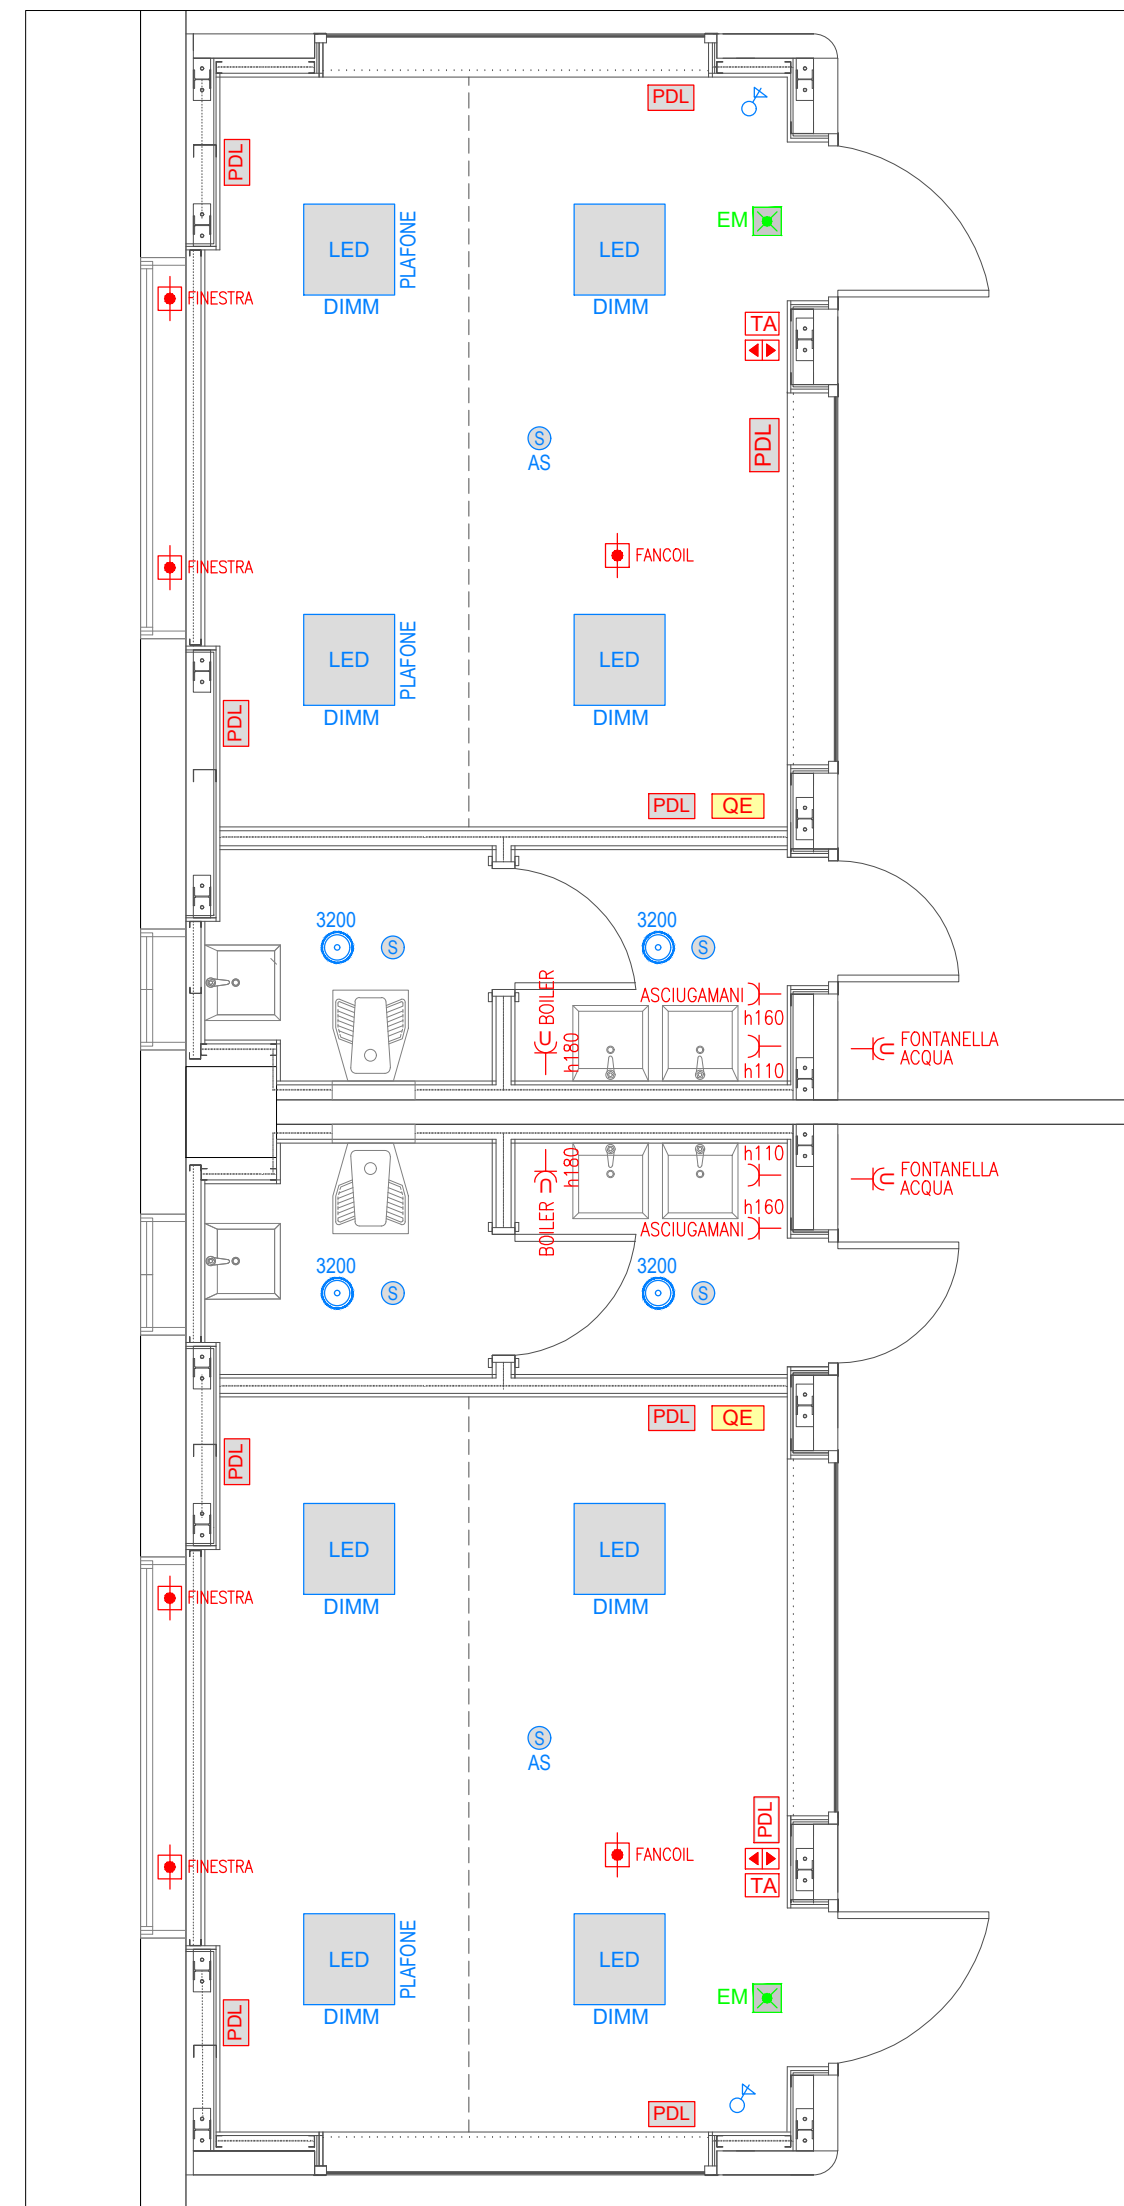 PDL
PDL
EM
LED
PLAFONE
LED
DIMM
DIMM
FINESTRA
TA
S
AS
PDL
FANCOIL
FINESTRA
LED
PLAFONE
LED
DIMM
DIMM
PDL
PDL
QE
3200
S
3200
S
BOILER
h180
ASCIUGAMANI
h160
h110
FONTANELLA
ACQUA
h110
h180
BOILER
h160
ASCIUGAMANI
FONTANELLA
ACQUA
3200
S
3200
S
PDL
QE
PDL
LED
LED
DIMM
DIMM
FINESTRA
S
AS
PDL
FANCOIL
FINESTRA
TA
LED
PLAFONE
LED
DIMM
DIMM
EM
PDL
PDL